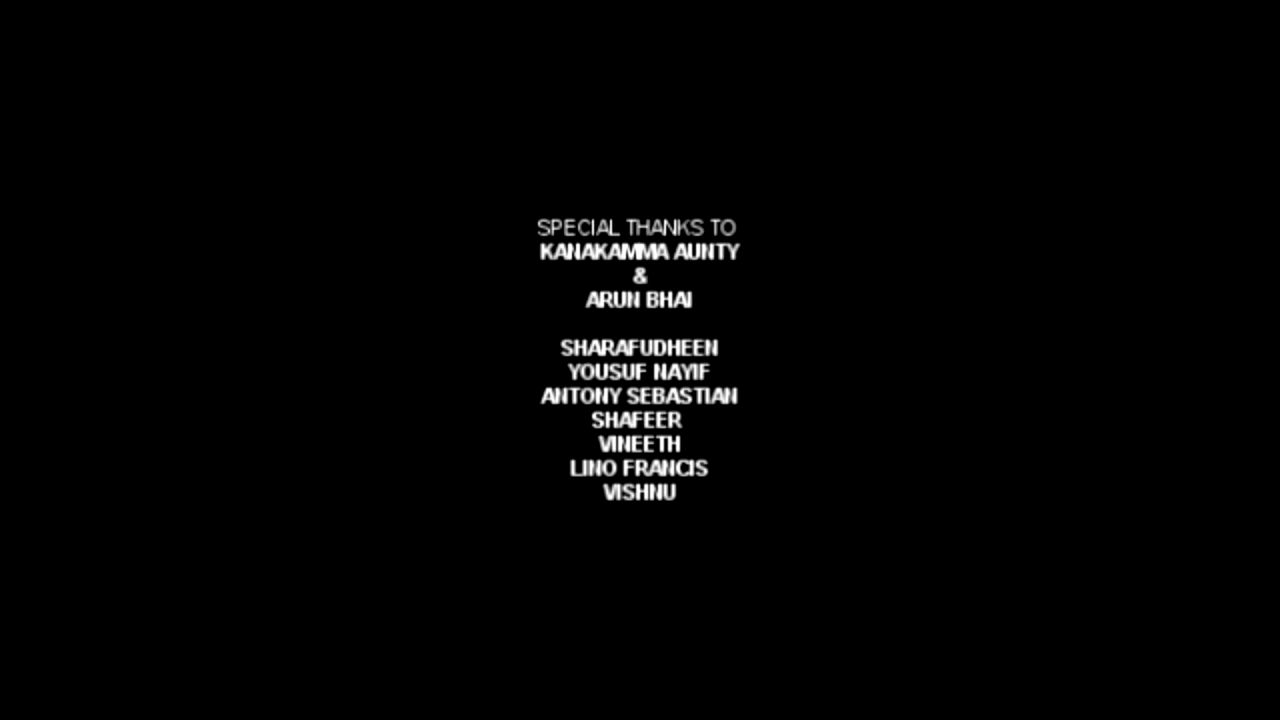 SPECIAL THANKS TO
KANAKAMMA AUNTY
&
ARUN BHAI
SHARAFUDHEEN
YOUSUF NAYIF
ANTONY SEBASTIAN
SHAFEER
VINEETH
LINO FRANCIS
VISHNU